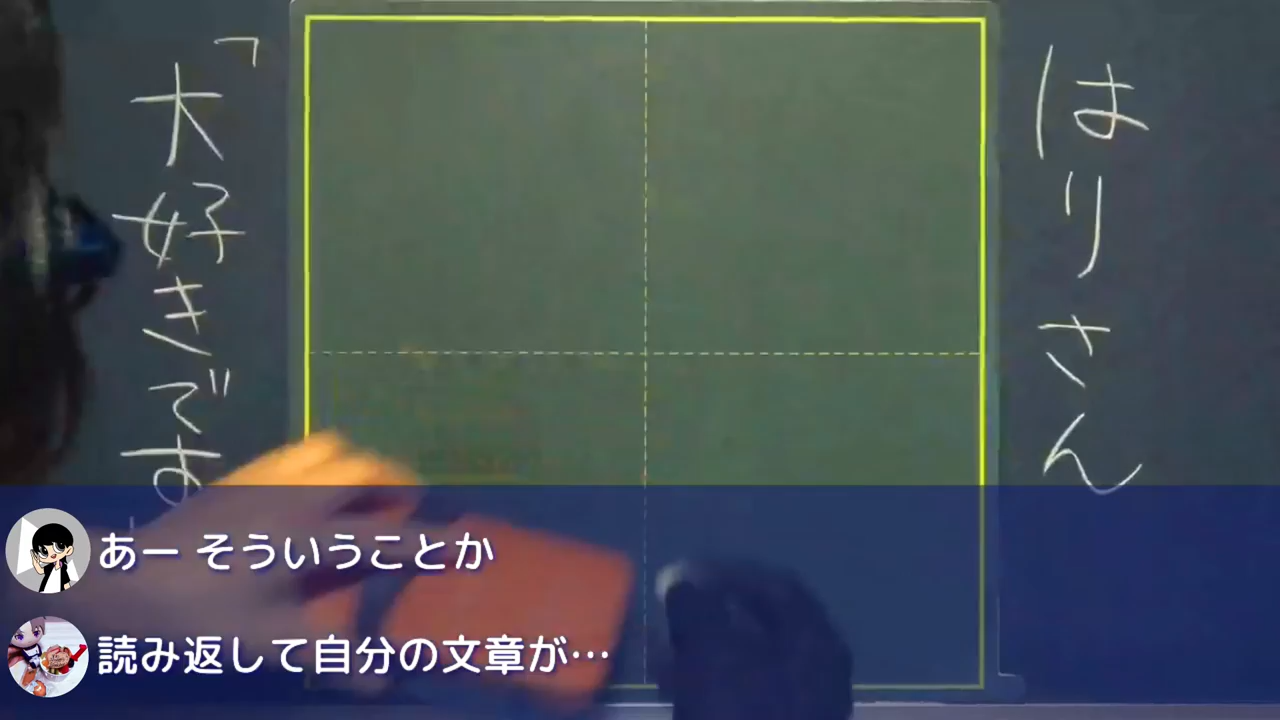 はりさん
「大好きです
あー そういうことか
読み返して自分の文章が…